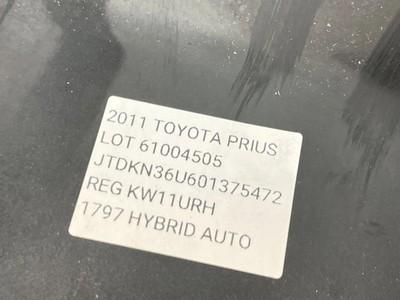 2011 TOYOTA PRIUS
LOT 61004505
JTDKN36U601375472
REG KW11URH
1797 HYBRID AUTO